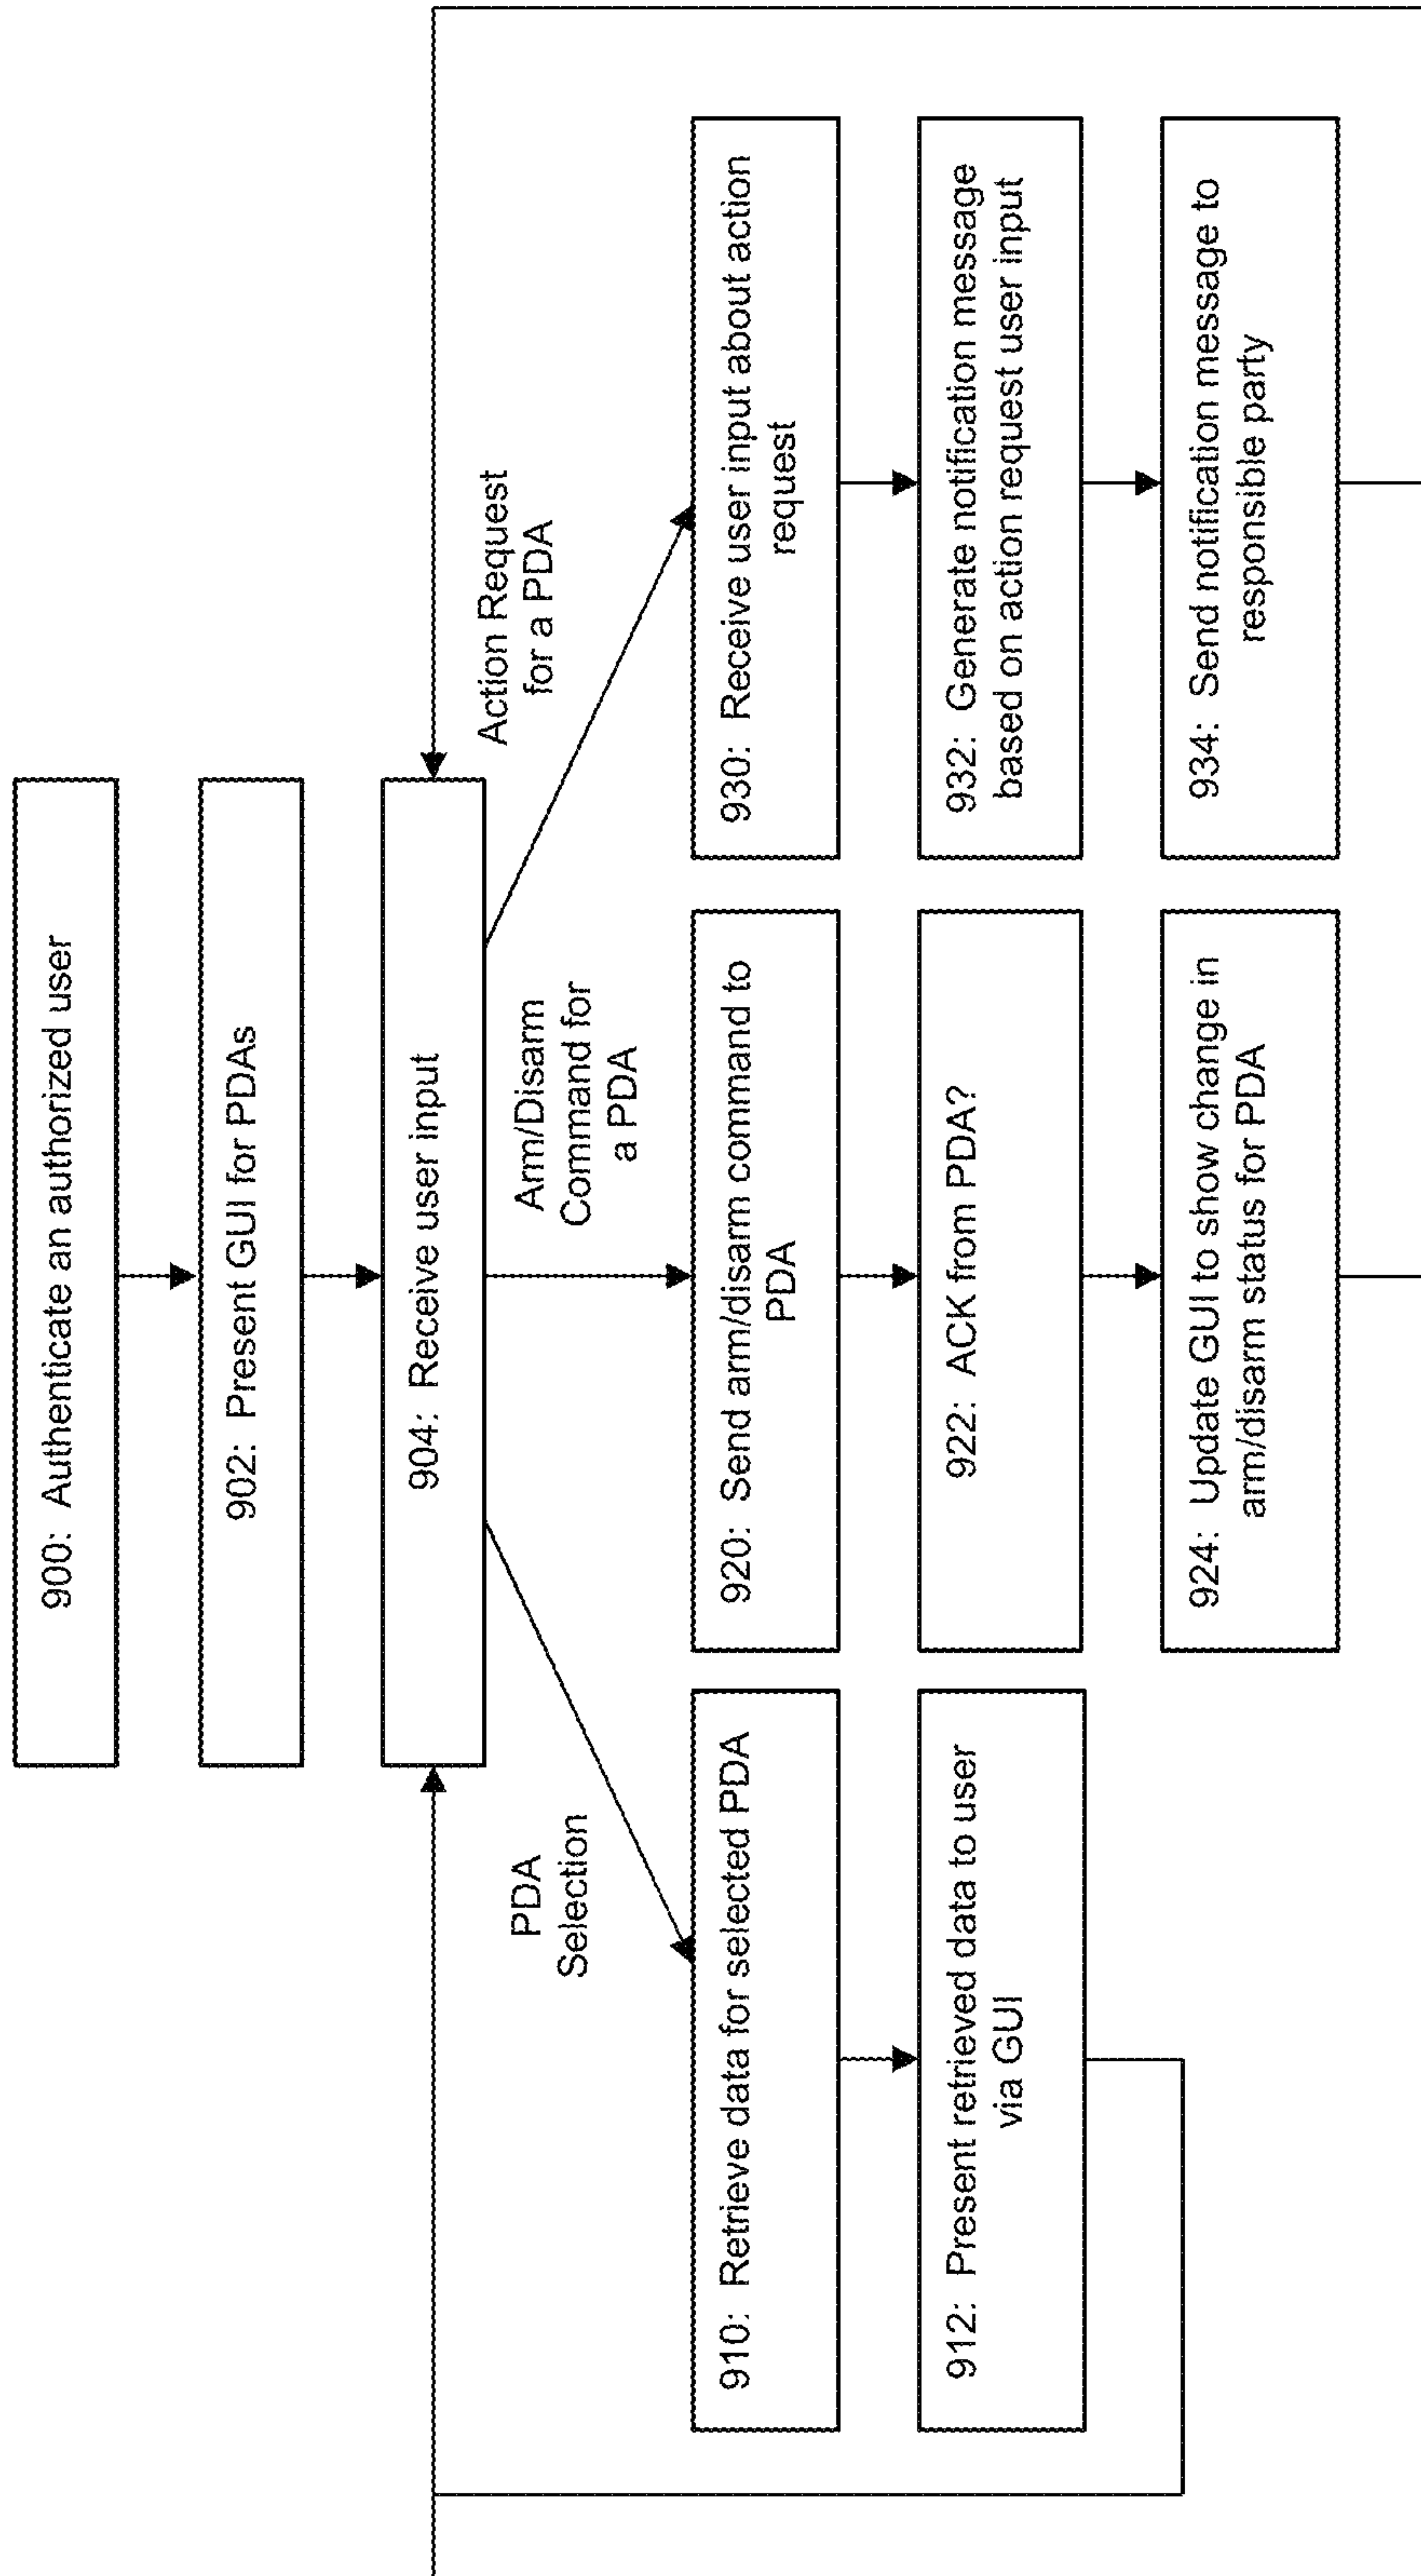 900: Authenticate an authorized user
902: Present GUI for PDAs
904: Receive user input
PDA
Selection
Arm/Disarm
Command for
a PDA
Action Request
for a PDA
910: Retrieve data for selected PDA
912: Present retrieved data to user
via GUI
920: Send arm/disarm command to
PDA
922: ACK from PDA?
924: Update GUI to show change in
arm/disarm status for PDA
930: Receive user input about action
request
932: Generate notification message
based on action request user input
934: Send notification message to
responsible party